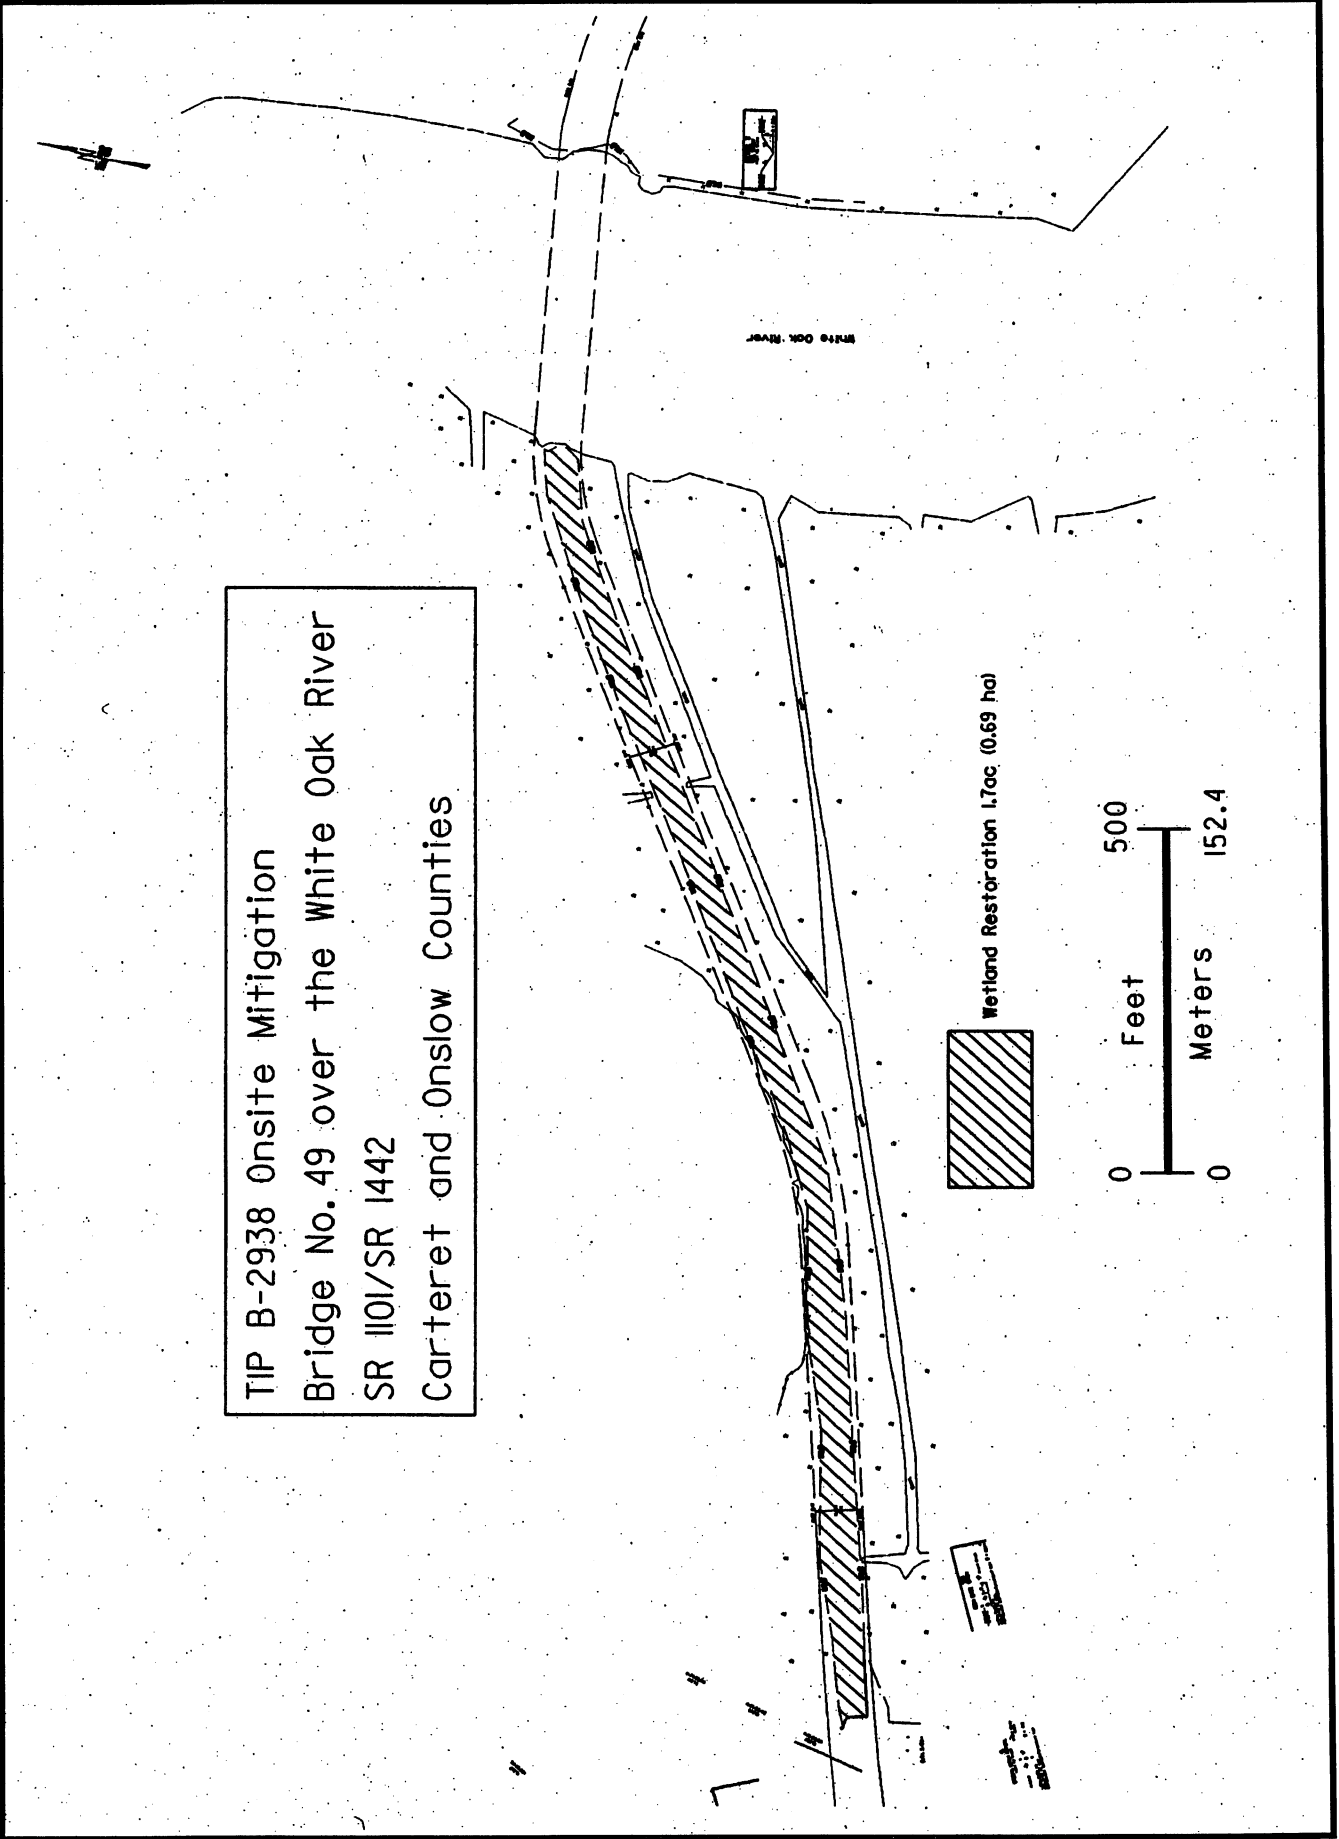 TIP B-2938 Onsite Mitigation
Bridge No. 49 over the White Oak River
SR 1101/SR 1442
Carteret and Onslow Counties
White Oak River
Wetland Restoration 1.7ac (0.69 ha)
0 500
Feet
Meters
0 152.4